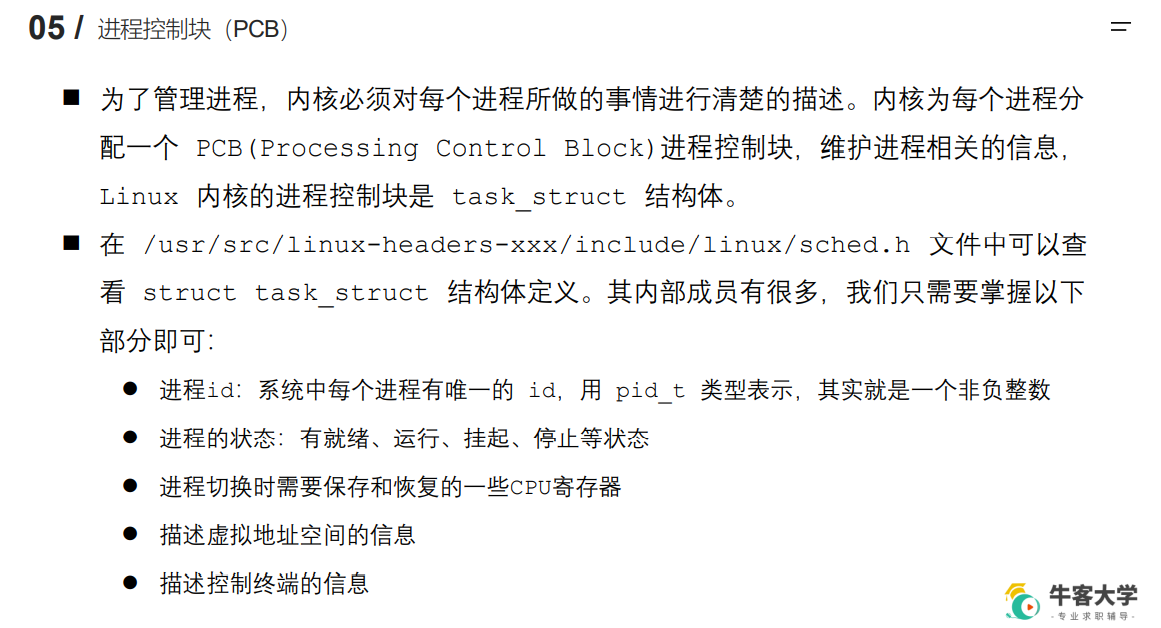 05 / 进程控制块（PCB）
■ 为了管理进程，内核必须对每个进程所做的事情进行清楚的描述。内核为每个进程分
配一个 PCB(Processing Control Block)进程控制块，维护进程相关的信息，
Linux 内核的进程控制块是 task_struct 结构体。
■ 在 /usr/src/linux-headers-xxx/include/linux/sched.h 文件中可以查
看 struct task_struct 结构体定义。其内部成员有很多，我们只需要掌握以下
部分即可：
● 进程id：系统中每个进程有唯一的 id，用 pid_t 类型表示，其实就是一个非负整数
● 进程的状态：有就绪、运行、挂起、停止等状态
● 进程切换时需要保存和恢复的一些CPU寄存器
● 描述虚拟地址空间的信息
● 描述控制终端的信息
牛客大学
-专业求职辅导-